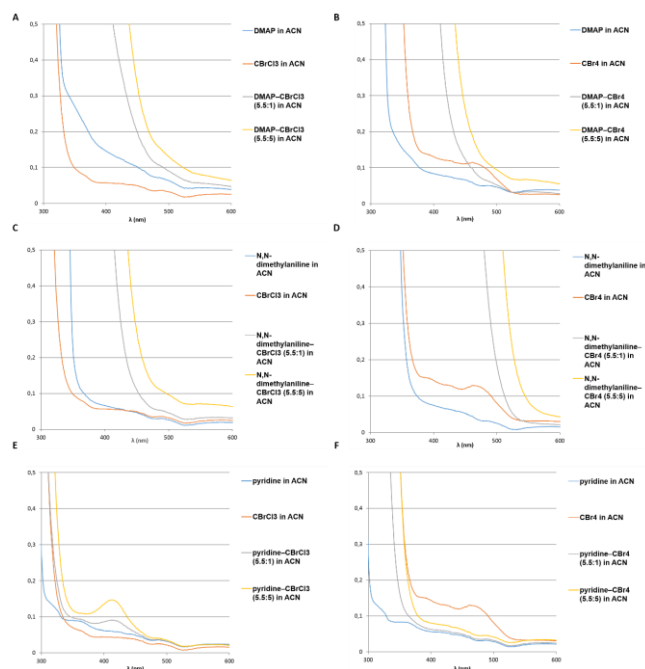 A
0,5
0,4
0,3
0,2
0,1
0
300
400
500
600
λ (nm)
DMAP in ACN
CBrCl3 in ACN
DMAP–CBrCl3
(5.5:1) in ACN
DMAP–CBrCl3
(5.5:5) in ACN
B
0,5
0,4
0,3
0,2
0,1
0
300
400
500
600
λ (nm)
DMAP in ACN
CBr4 in ACN
DMAP–CBr4
(5.5:1) in ACN
DMAP–CBr4
(5.5:5) in ACN
C
0,5
0,4
0,3
0,2
0,1
0
300
400
500
600
λ (nm)
N,N-
dimethylaniline in
ACN
CBrCl3 in ACN
N,N-
dimethylaniline–
CBrCl3 (5.5:1) in
ACN
N,N-
dimethylaniline–
CBrCl3 (5.5:5) in
ACN
D
0,5
0,4
0,3
0,2
0,1
0
300
400
500
600
λ (nm)
N,N-
dimethylaniline in
ACN
CBr4 in ACN
N,N-
dimethylaniline–
CBr4 (5.5:1) in
ACN
N,N-
dimethylaniline–
CBr4 (5.5:5) in
ACN
E
0,5
0,4
0,3
0,2
0,1
0
300
400
500
600
λ (nm)
pyridine in ACN
CBrCl3 in ACN
pyridine–CBrCl3
(5.5:1) in ACN
pyridine–CBrCl3
(5.5:5) in ACN
F
0,5
0,4
0,3
0,2
0,1
0
300
400
500
600
λ (nm)
pyridine in ACN
CBr4 in ACN
pyridine–CBr4
(5.5:1) in ACN
pyridine–CBr4
(5.5:5) in ACN